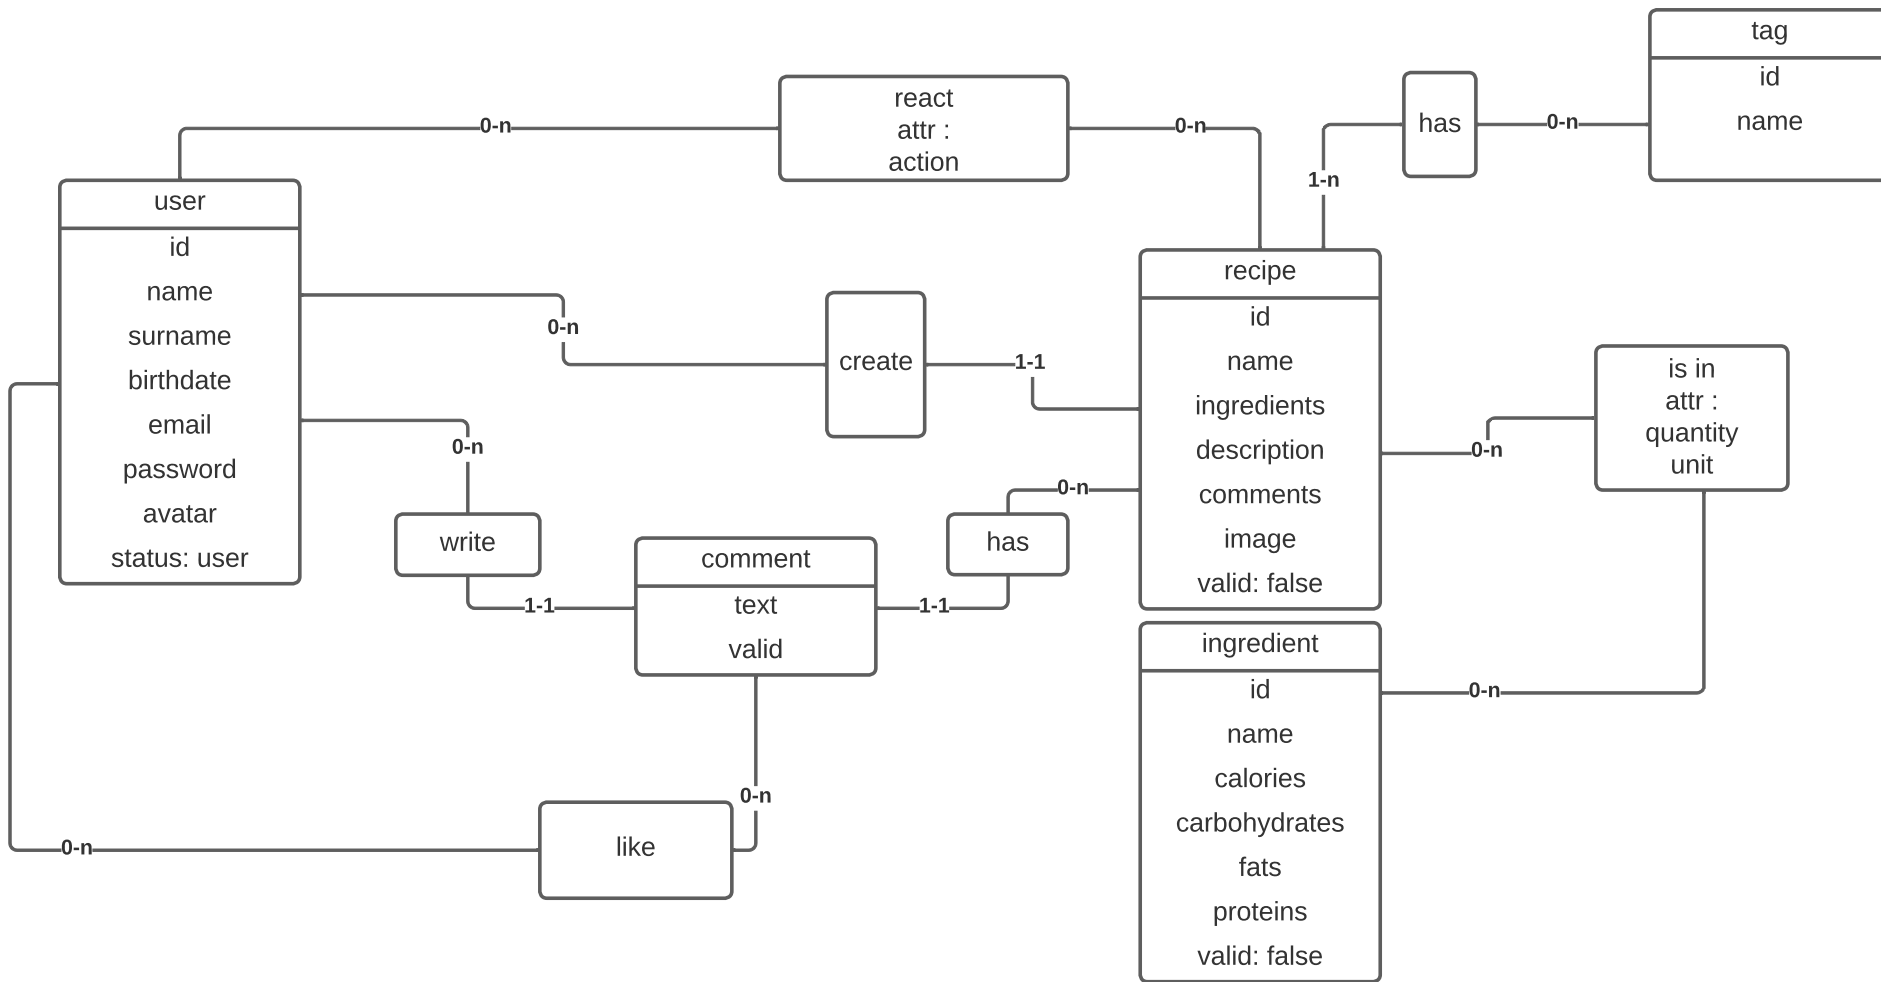 tag
id
name
react
attr :
action
0-n
0-n
has
0-n
1-n
user
id
name
surname
birthdate
email
password
avatar
status: user
0-n
create
1-1
recipe
id
name
ingredients
description
comments
image
valid: false
is in
attr :
quantity
unit
0-n
0-n
write
1-1
comment
text
valid
0-n
has
1-1
ingredient
id
name
calories
carbohydrates
fats
proteins
valid: false
0-n
0-n
like
0-n